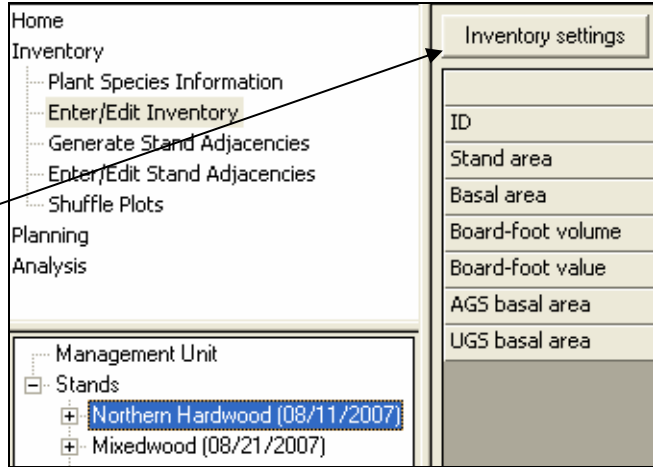 Home
Inventory
Plant Species Information
Enter/Edit Inventory
Generate Stand Adjacencies
Enter/Edit Stand Adjacencies
Shuffle Plots
Planning
Analysis
Management Unit
Stands
Northern Hardwood (08/11/2007)
Mixedwood (08/21/2007)
Inventory settings
ID
Stand area
Basal area
Board-foot volume
Board-foot value
AGS basal area
UGS basal area